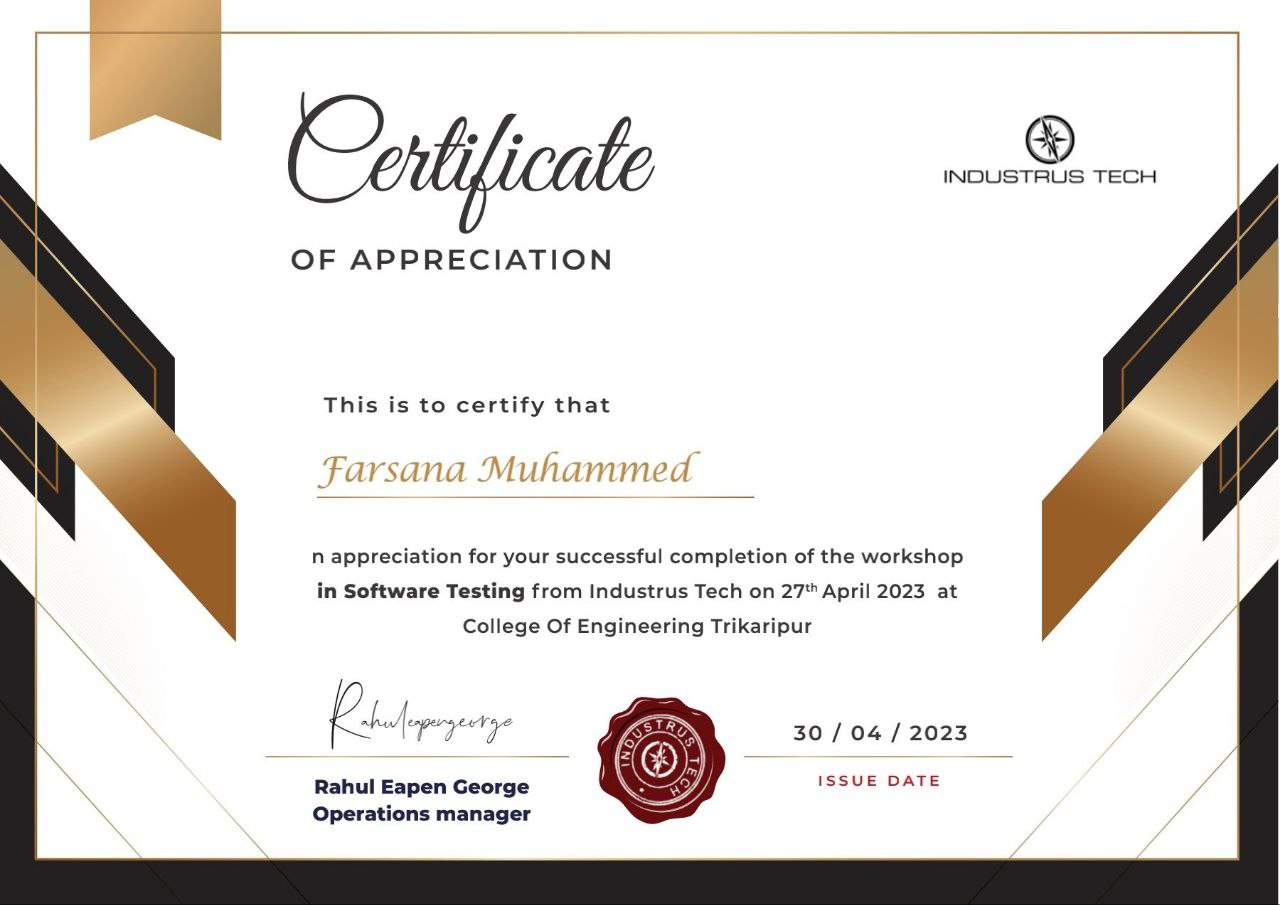 Certificate
OF APPRECIATION
INDUSTRUS TECH
This is to certify that
Farsana Muhammed
n appreciation for your successful completion of the workshop
in Software Testing from Industrus Tech on 27th April 2023 at
College Of Engineering Trikaripur
Rahuleapengeorge
Rahul Eapen George
Operations manager
INDUSTRUS TECH
30 / 04 / 2023
ISSUE DATE